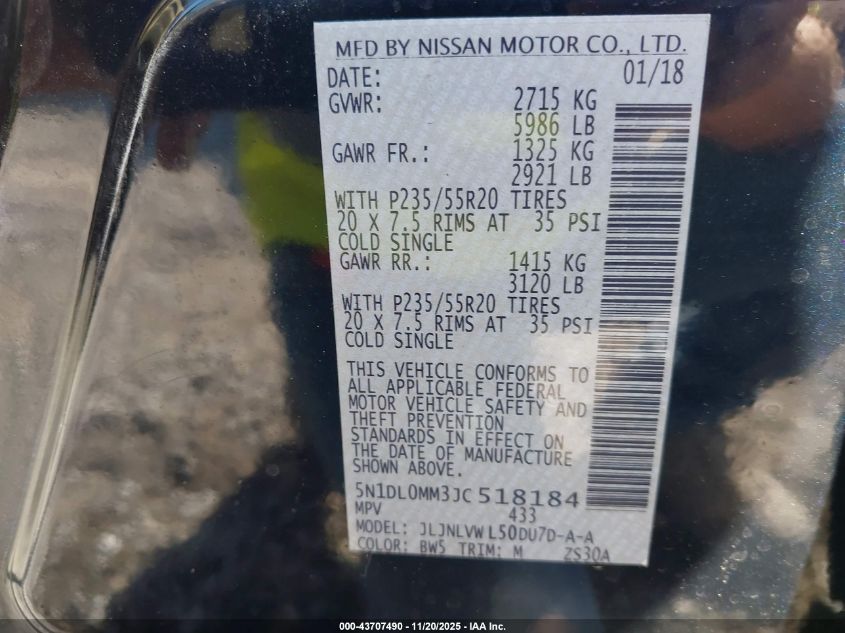 MFD BY NISSAN MOTOR CO., LTD.
DATE: 01/18
GVWR: 2715 KG
5986 LB
GAWR FR.: 1325 KG
2921 LB
WITH P235/55R20 TIRES
20 X 7.5 RIMS AT 35 PSI
COLD SINGLE
GAWR RR.: 1415 KG
3120 LB
WITH P235/55R20 TIRES
20 X 7.5 RIMS AT 35 PSI
COLD SINGLE
THIS VEHICLE CONFORMS TO
ALL APPLICABLE FEDERAL
MOTOR VEHICLE SAFETY AND
THEFT PREVENTION
STANDARDS IN EFFECT ON
THE DATE OF MANUFACTURE
SHOWN ABOVE.
5N1DL0MM3JC518184
MPV 433
MODEL: JLJNLVW L50DU7D-A-A
COLOR: BW5 TRIM: M ZS30A
000-43707490 - 11/20/2025 - IAA Inc.